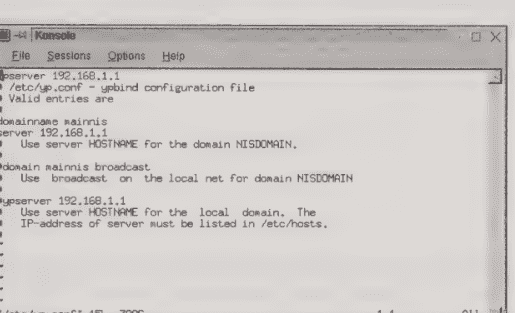 Konsole
File Sessions Options Help
ypserver 192.168.1.1
# /etc/yp.conf - ypbind configuration file
# Valid entries are
#
domainname mainnis
server 192.168.1.1
# Use server HOSTNAME for the domain NISDOMAIN.
#
#domain mainnis broadcast
# Use broadcast on the local net for domain NISDOMAIN
#
#ypserver 192.168.1.1
# Use server HOSTNAME for the local domain. The
# IP-address of server must be listed in /etc/hosts.
#
~
~
~
~
~